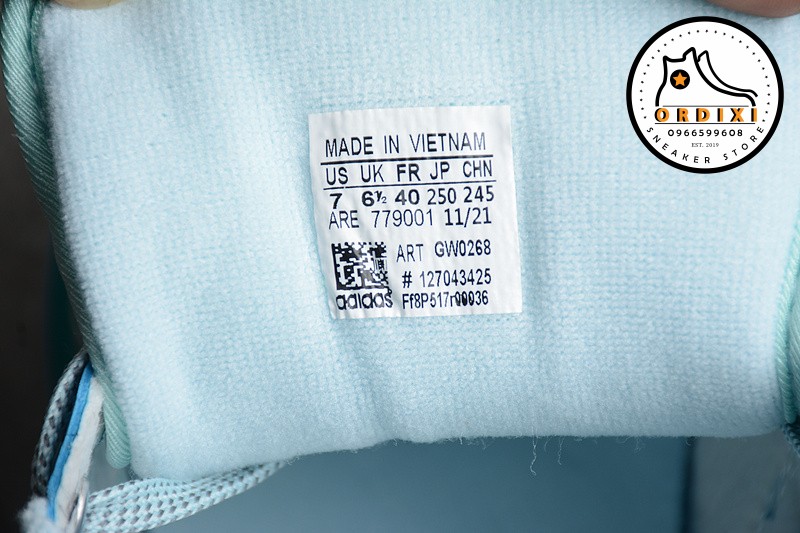 MADE IN VIETNAM
US UK FR JP CHN
7 6½ 40 250 245
ARE 779001 11/21
ART GW0268
# 127043425
adidas Ff8P517r00036
ORDIXI
0966599608
EST. 2019
SNEAKER STORE